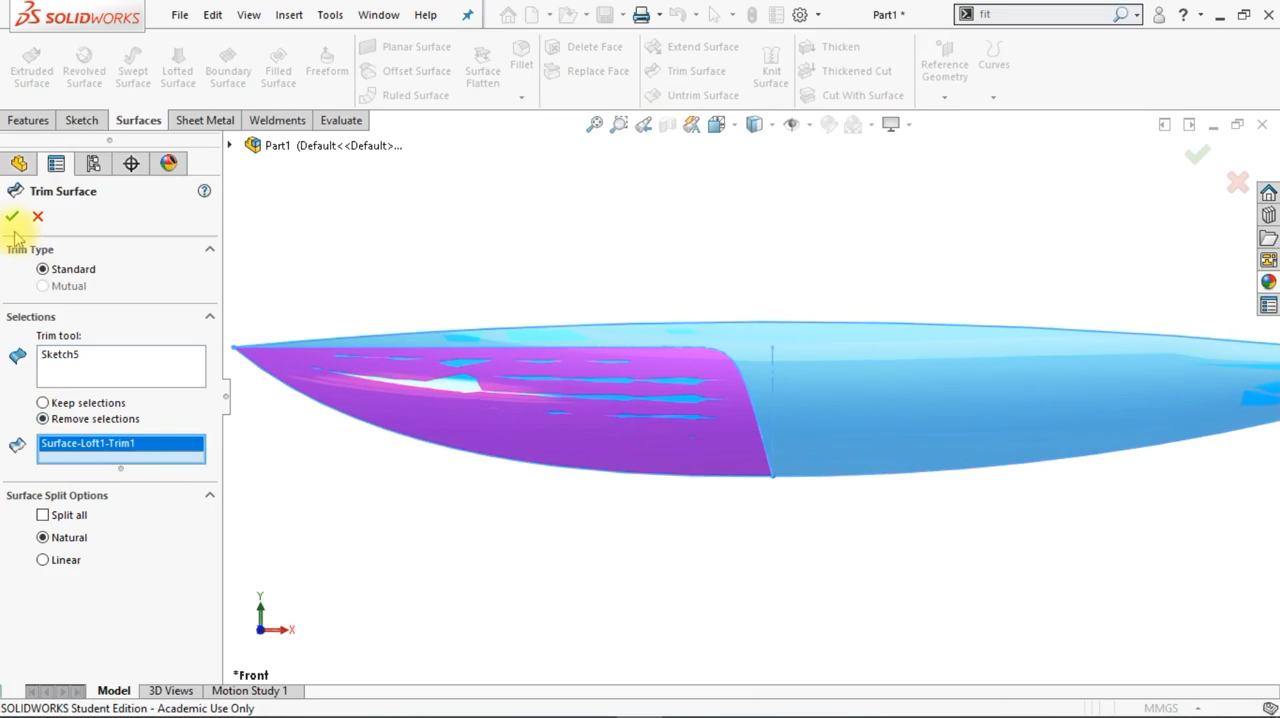 SOLIDWORKS File Edit View Insert Tools Window Help Part1 * fit ?
Extruded Surface Revolved Surface Swept Surface Lofted Surface Boundary Surface Filled Surface Freeform
Planar Surface
Offset Surface
Ruled Surface
Surface Flatten
Fillet
Delete Face
Replace Face
Extend Surface
Trim Surface
Untrim Surface
Knit Surface
Thicken
Thickened Cut
Cut With Surface
Reference Geometry
Curves
Features Sketch Surfaces Sheet Metal Weldments Evaluate
Part1 (Default<<Default>...
Trim Surface ?
Trim Type
Standard
Mutual
Selections
Trim tool:
Sketch5
Keep selections
Remove selections
Surface-Loft1-Trim1
Surface Split Options
Split all
Natural
Linear
Y
X
*Front
Model 3D Views Motion Study 1
SOLIDWORKS Student Edition - Academic Use Only MMGS